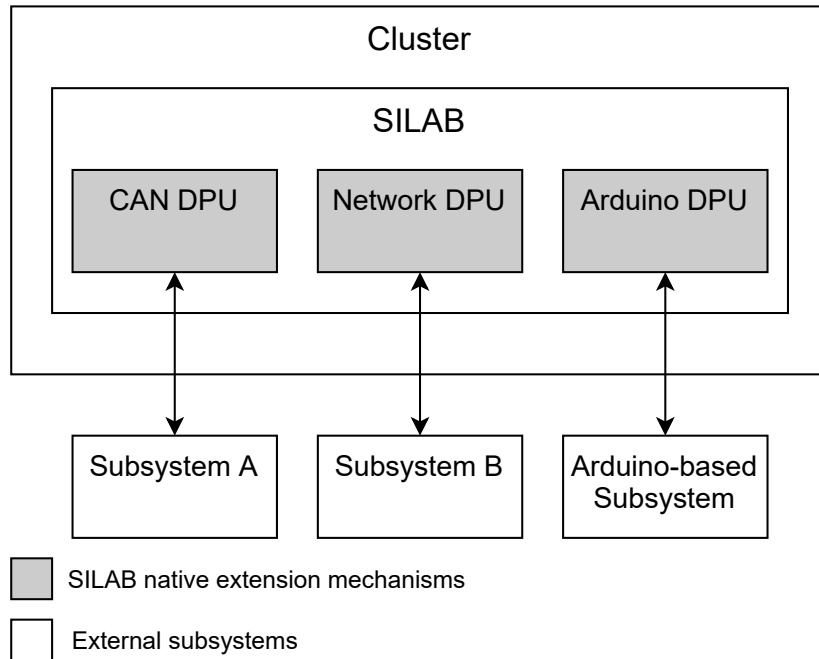 Cluster
SILAB
CAN DPU
Network DPU
Arduino DPU
Subsystem A
Subsystem B
Arduino-based
Subsystem
SILAB native extension mechanisms
External subsystems